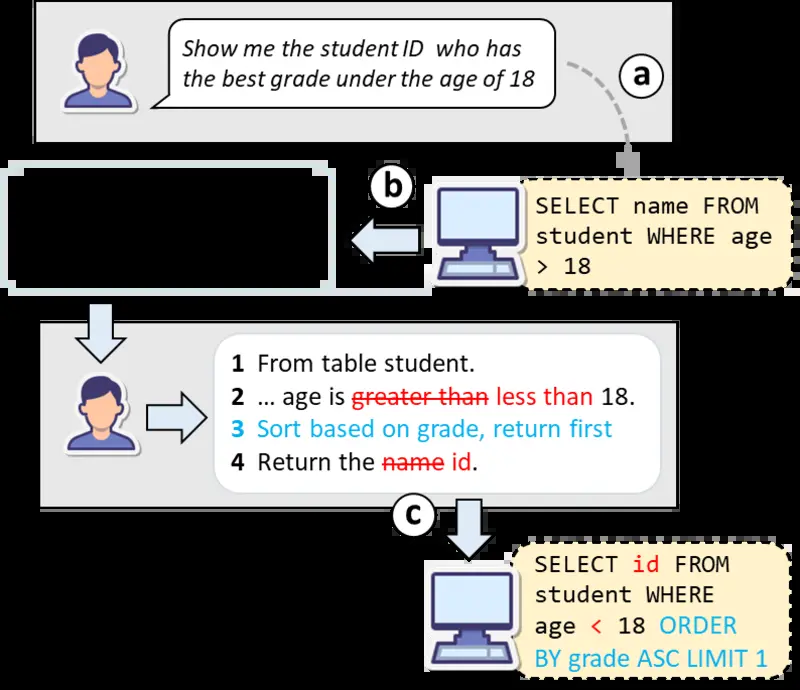 Show me the student ID who has
the best grade under the age of 18
a
b
SELECT name FROM
student WHERE age
> 18
1 From table student.
2 ... age is greater than less than 18.
3 Sort based on grade, return first
4 Return the name id.
c
SELECT id FROM
student WHERE
age < 18 ORDER
BY grade ASC LIMIT 1